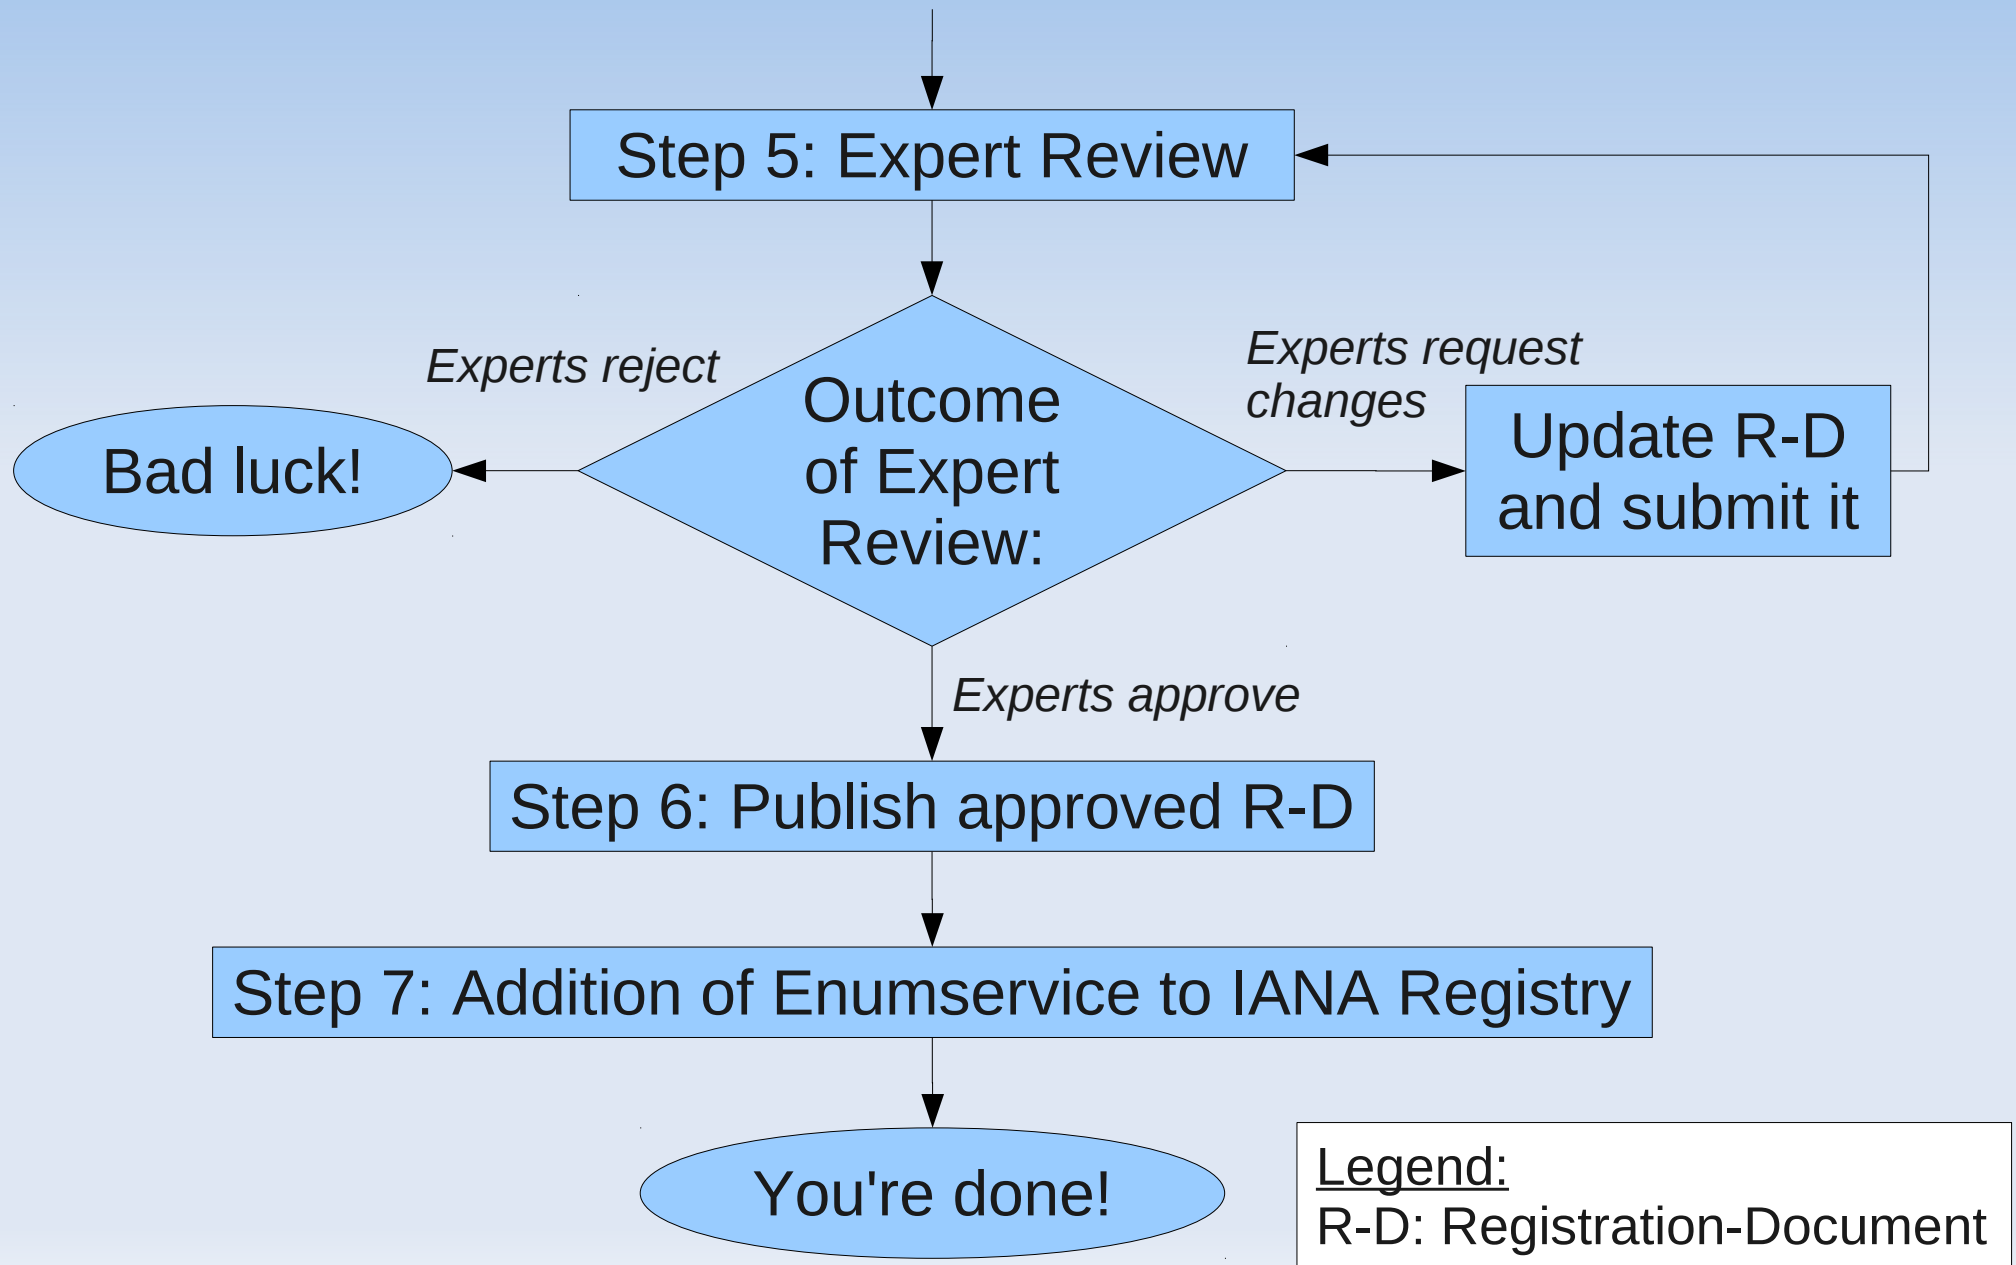 Step 5: Expert Review
Experts reject
Experts request
changes
Bad luck!
Outcome
of Expert
Review:
Update R-D
and submit it
Experts approve
Step 6: Publish approved R-D
Step 7: Addition of Enumservice to IANA Registry
You're done!
Legend:
R-D: Registration-Document